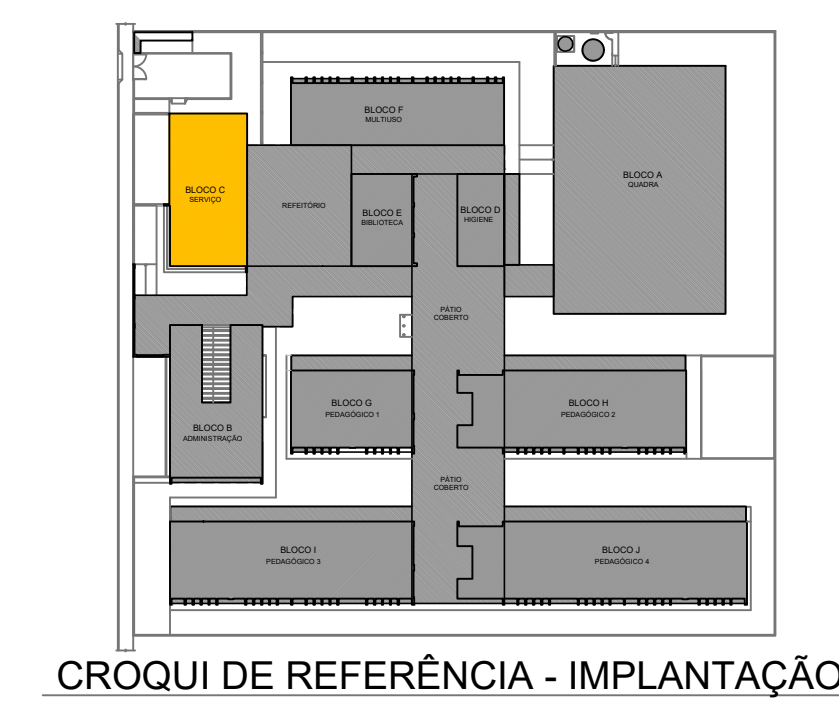 BLOCO F
MULTIUSO
BLOCO A
QUADRA
BLOCO C
SERVIÇO
REFEITÓRIO
BLOCO E
BIBLIOTECA
BLOCO D
HIGIENE
PÁTIO
COBERTO
BLOCO G
PEDAGÓGICO 1
BLOCO H
PEDAGÓGICO 2
BLOCO B
ADMINISTRAÇÃO
PÁTIO
COBERTO
BLOCO I
PEDAGÓGICO 3
BLOCO J
PEDAGÓGICO 4
CROQUI DE REFERÊNCIA - IMPLANTAÇÃO